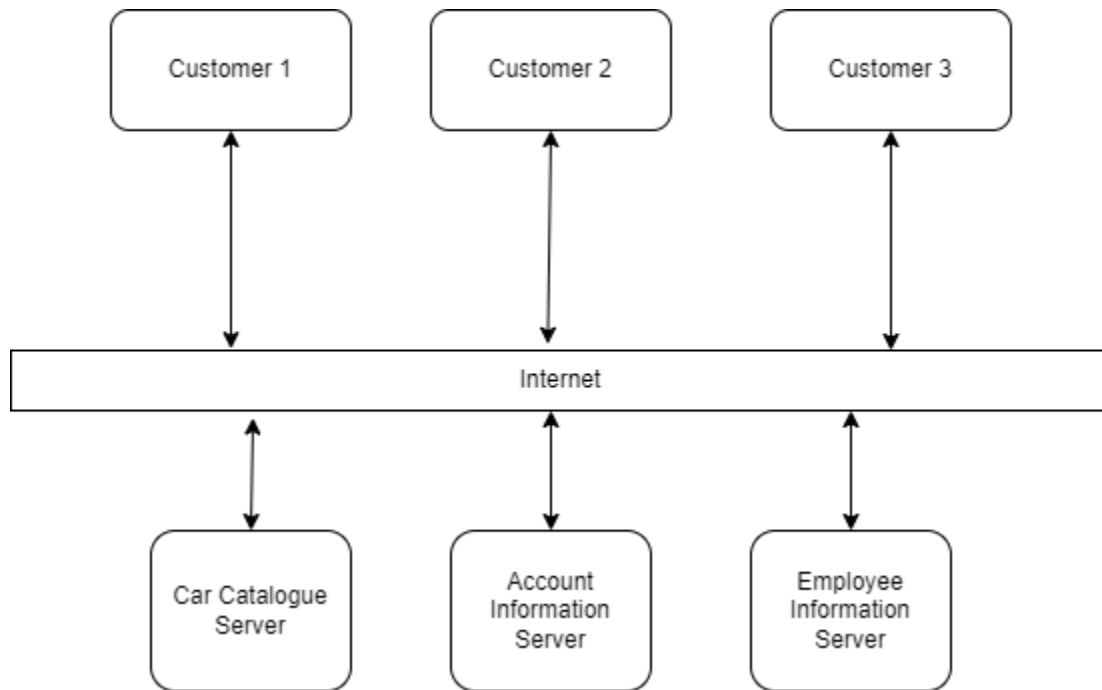 Customer 1
Customer 2
Customer 3
Internet
Car Catalogue
Server
Account
Information
Server
Employee
Information
Server